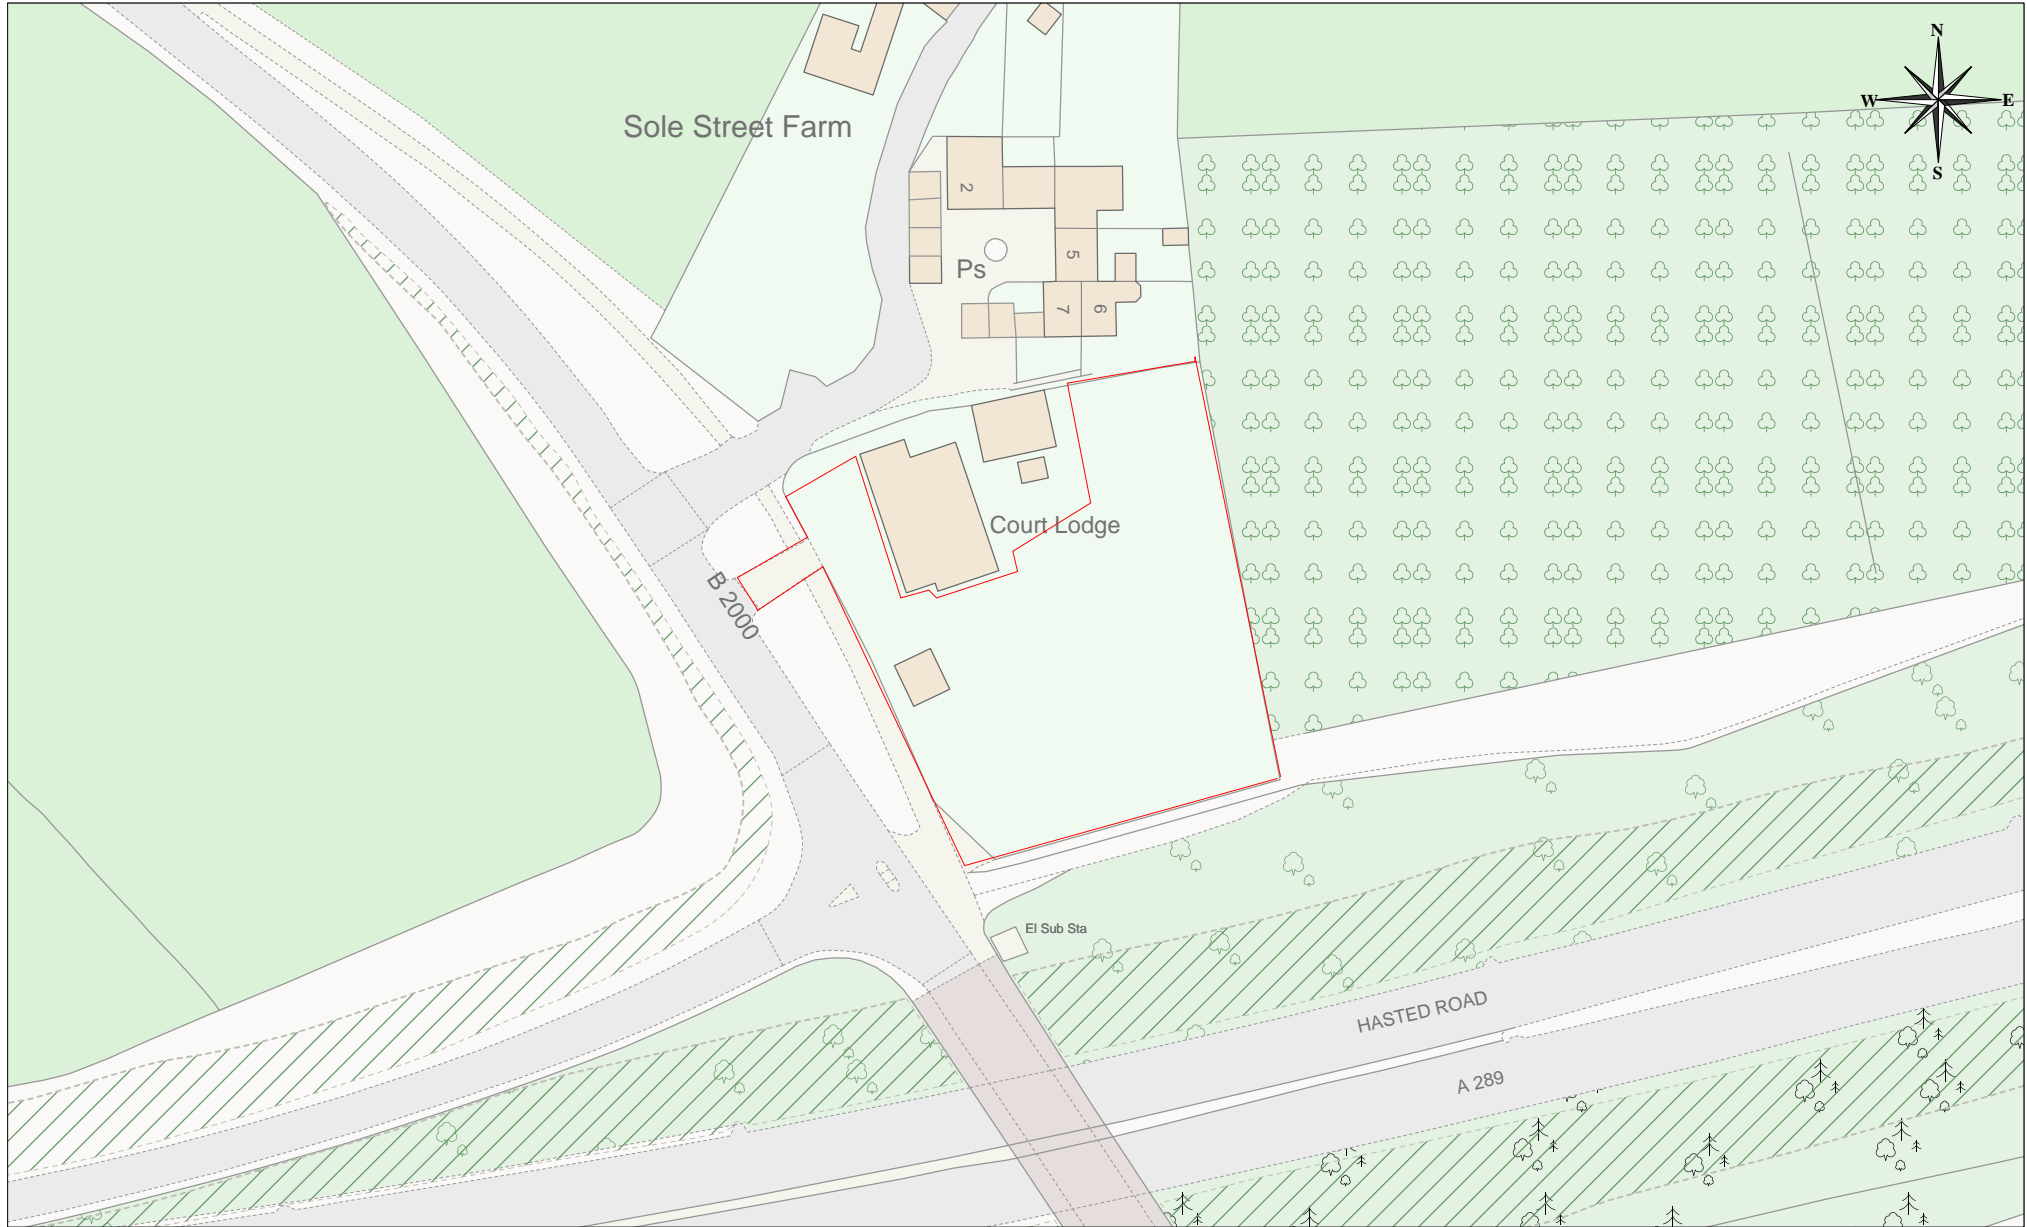 N
W E
S
Sole Street Farm
2
5
Ps
7
6
Court Lodge
B 2000
El Sub Sta
HASTED ROAD
A 289